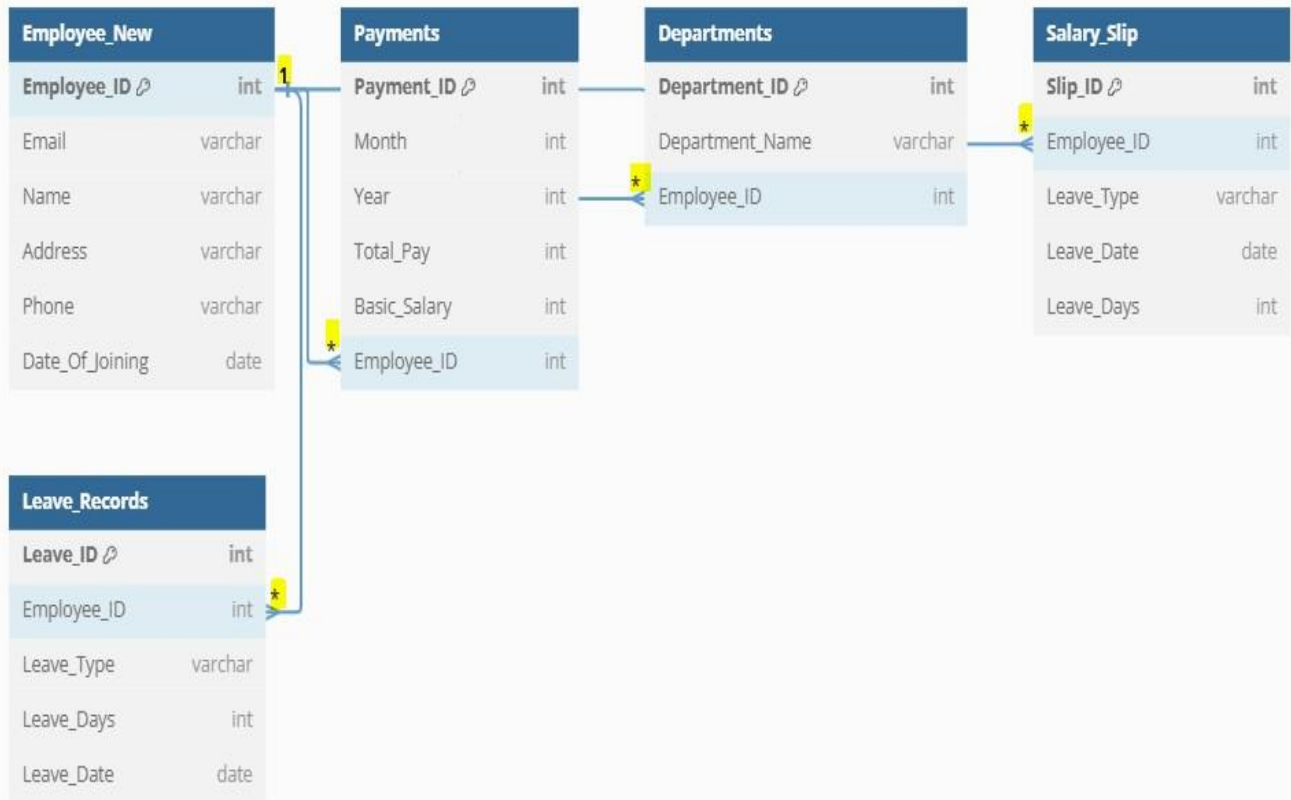 Employee_New
Employee_ID int
Email varchar
Name varchar
Address varchar
Phone varchar
Date_Of_Joining date
1
Payments
Payment_ID int
Month int
Year int
Total_Pay int
Basic_Salary int
* Employee_ID int
Departments
Department_ID int
Department_Name varchar
* Employee_ID int
Salary_Slip
Slip_ID int
* Employee_ID int
Leave_Type varchar
Leave_Date date
Leave_Days int
Leave_Records
Leave_ID int
Employee_ID int *
Leave_Type varchar
Leave_Days int
Leave_Date date